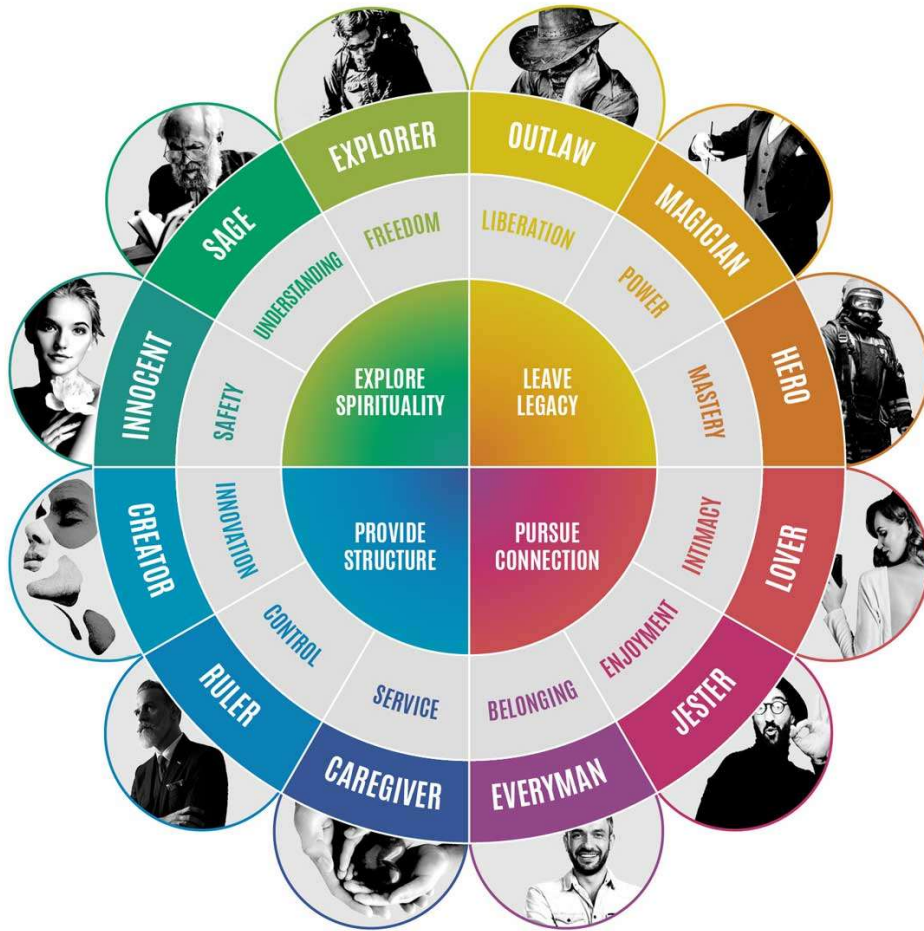 EXPLORER
OUTLAW
MAGICIAN
HERO
LOVER
JESTER
EVERYMAN
CAREGIVER
RULER
CREATOR
INNOCENT
SAGE
FREEDOM
LIBERATION
POWER
MASTERY
INTIMACY
ENJOYMENT
BELONGING
SERVICE
CONTROL
INNOVATION
SAFETY
UNDERSTANDING
EXPLORE
SPIRITUALITY
LEAVE
LEGACY
PROVIDE
STRUCTURE
PURSUE
CONNECTION